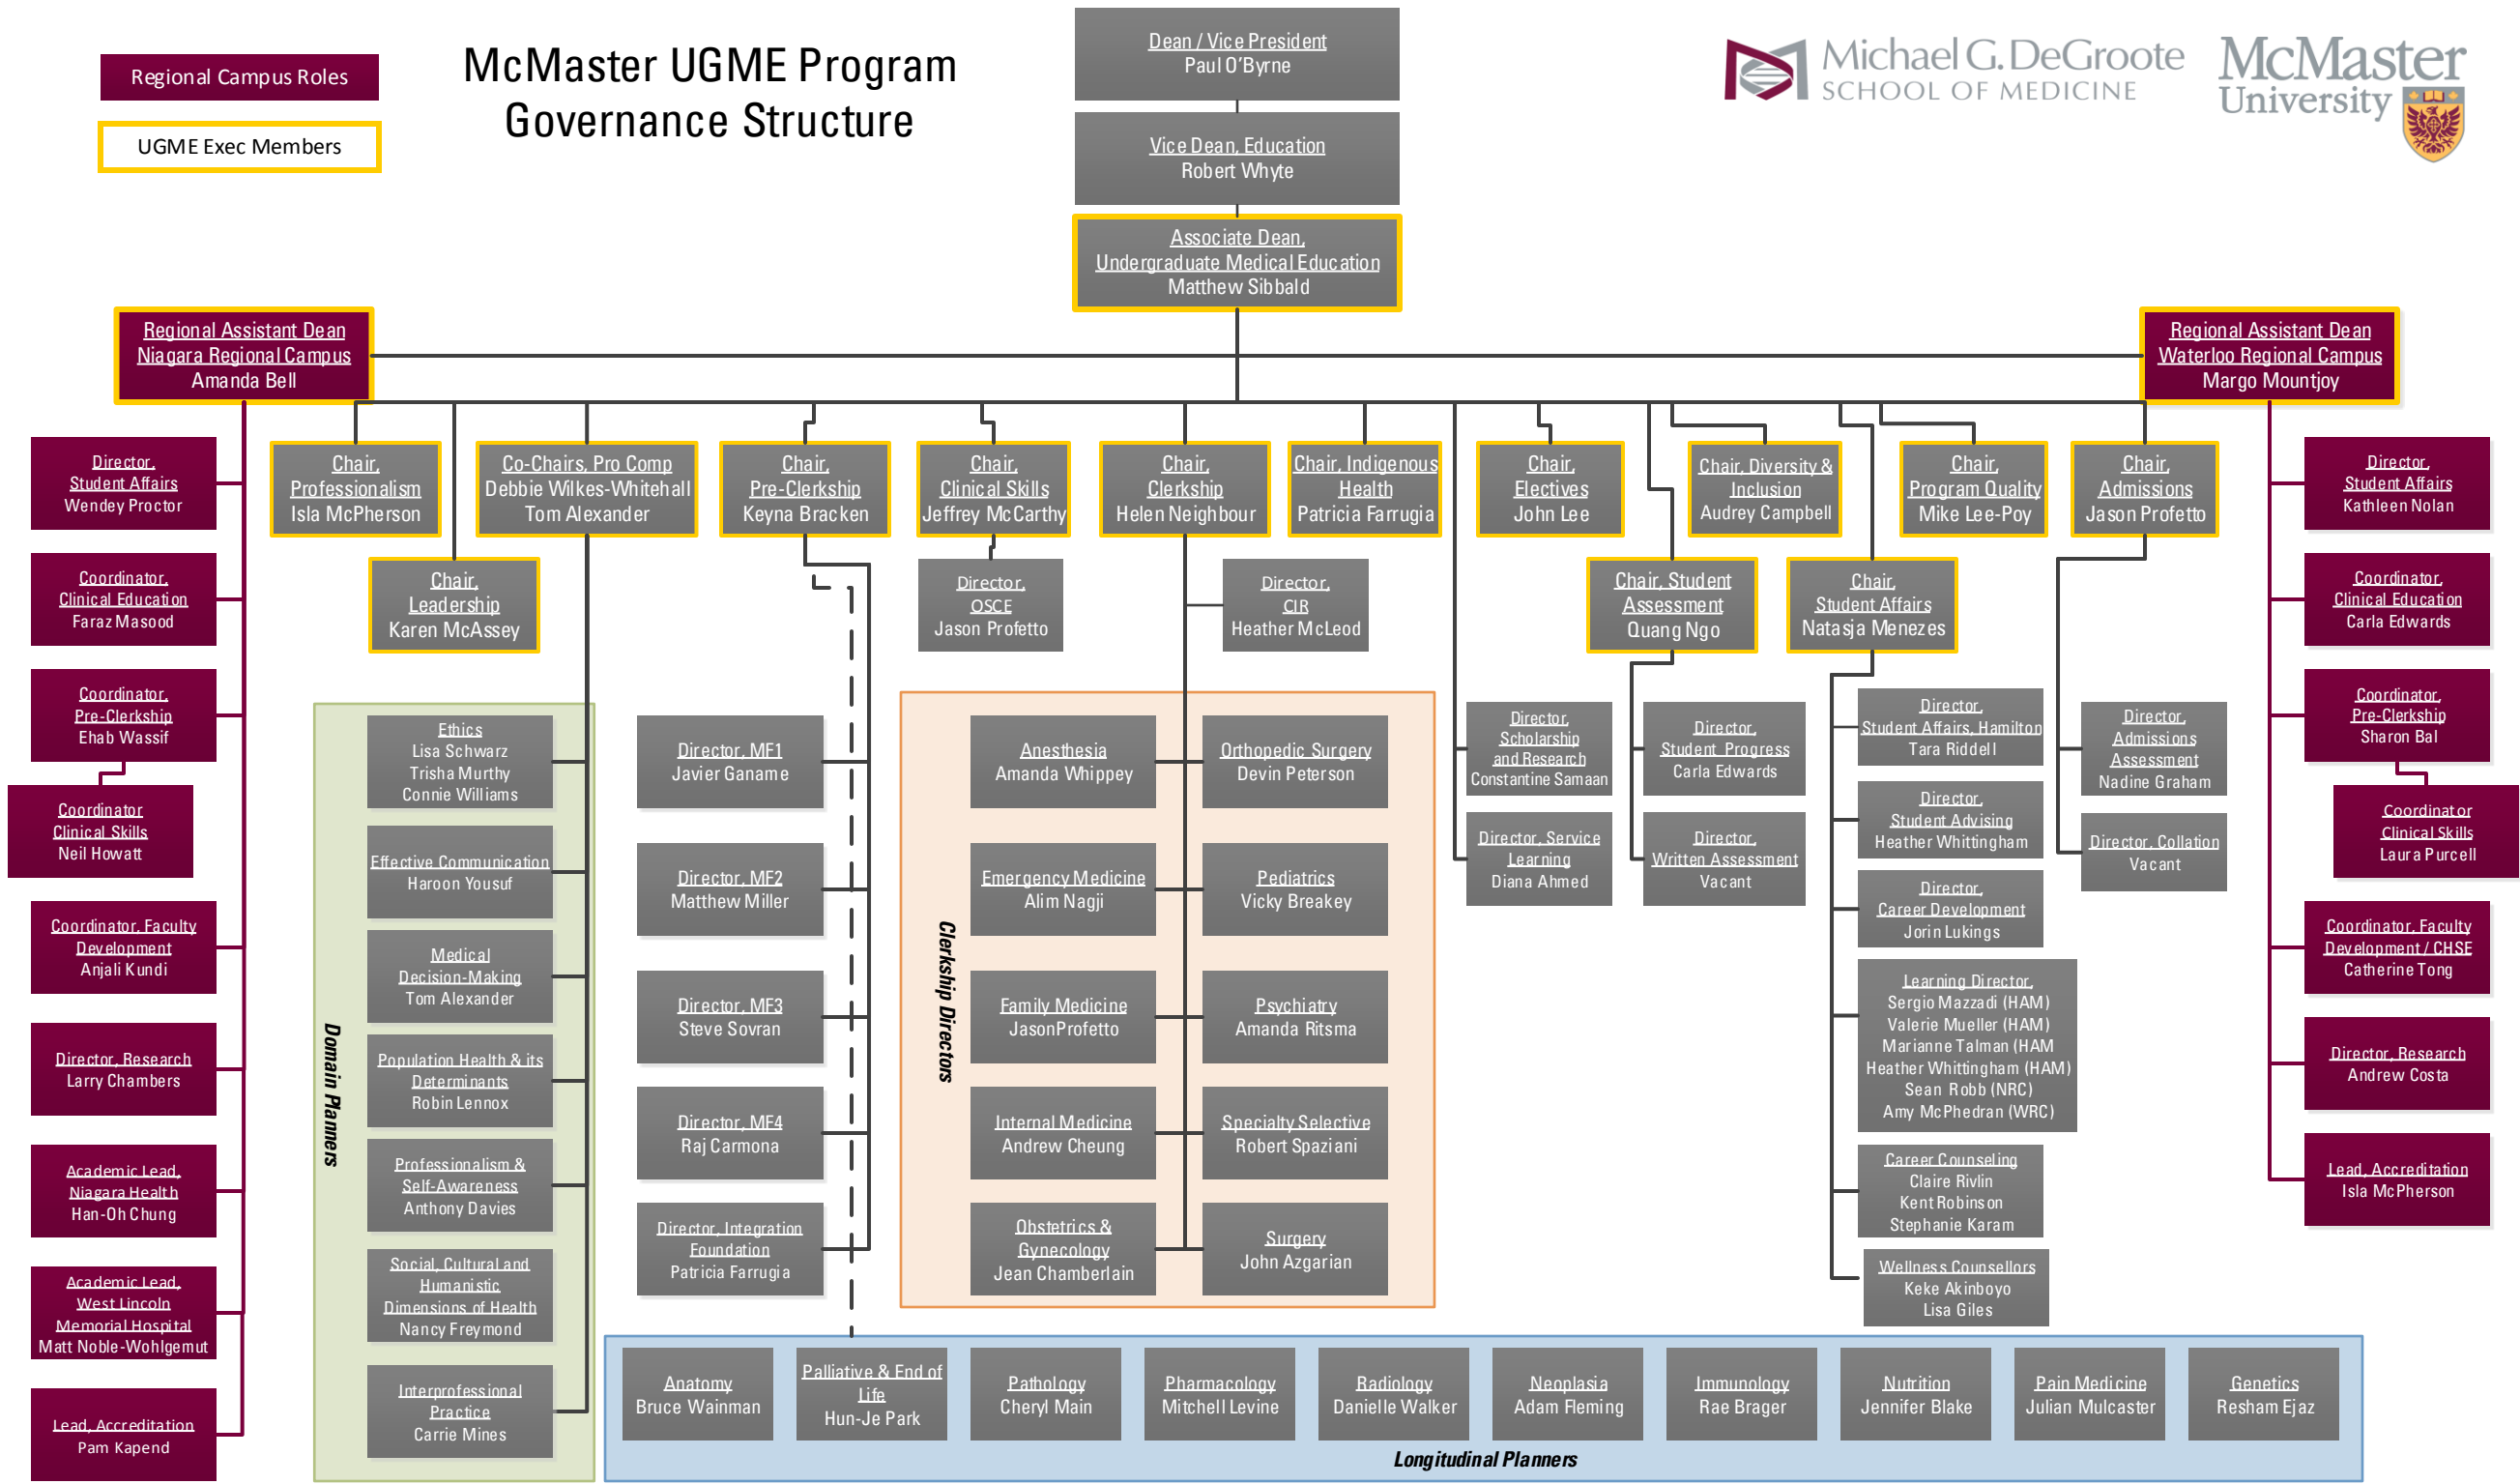 Regional Campus Roles
UGME Exec Members
McMaster UGME Program
Governance Structure
Dean / Vice President
Paul O'Byrne
Vice Dean, Education
Robert Whyte
Associate Dean,
Undergraduate Medical Education
Matthew Sibbald
Michael G. DeGroote
SCHOOL OF MEDICINE
McMaster
University
Regional Assistant Dean
Niagara Regional Campus
Amanda Bell
Regional Assistant Dean
Waterloo Regional Campus
Margo Mountjoy
Director,
Student Affairs
Wendey Proctor
Coordinator,
Clinical Education
Faraz Masood
Coordinator,
Pre-Clerkship
Ehab Wassif
Coordinator
Clinical Skills
Neil Howatt
Coordinator, Faculty
Development
Anjali Kundi
Director, Research
Larry Chambers
Academic Lead,
Niagara Health
Han-Oh Chung
Academic Lead,
West Lincoln
Memorial Hospital
Matt Noble-Wohlgemut
Lead, Accreditation
Pam Kapend
Chair,
Professionalism
Isla McPherson
Chair,
Leadership
Karen McAssey
Co-Chairs, Pro Comp
Debbie Wilkes-Whitehall
Tom Alexander
Chair,
Pre-Clerkship
Keyna Bracken
Chair,
Clinical Skills
Jeffrey McCarthy
Director,
OSCE
Jason Profetto
Chair,
Clerkship
Helen Neighbour
Director,
CIR
Heather McLeod
Chair, Indigenous
Health
Patricia Farrugia
Chair,
Electives
John Lee
Chair, Diversity &
Inclusion
Audrey Campbell
Chair,
Program Quality
Mike Lee-Poy
Chair,
Admissions
Jason Profetto
Chair, Student
Assessment
Quang Ngo
Chair,
Student Affairs
Natasja Menezes
Domain Planners
Ethics
Lisa Schwarz
Trisha Murthy
Connie Williams
Effective Communication
Haroon Yousuf
Medical
Decision-Making
Tom Alexander
Population Health & its
Determinants
Robin Lennox
Professionalism &
Self-Awareness
Anthony Davies
Social, Cultural and
Humanistic
Dimensions of Health
Nancy Freymond
Interprofessional
Practice
Carrie Mines
Director, MF1
Javier Ganame
Director, MF2
Matthew Miller
Director, MF3
Steve Sovran
Director, MF4
Raj Carmona
Director, Integration
Foundation
Patricia Farrugia
Clerkship Directors
Anesthesia
Amanda Whippey
Orthopedic Surgery
Devin Peterson
Emergency Medicine
Alim Nagji
Pediatrics
Vicky Breakey
Family Medicine
JasonProfetto
Psychiatry
Amanda Ritsma
Internal Medicine
Andrew Cheung
Specialty Selective
Robert Spaziani
Obstetrics &
Gynecology
Jean Chamberlain
Surgery
John Azgarian
Director,
Scholarship
and Research
Constantine Samaan
Director, Service
Learning
Diana Ahmed
Director,
Student Progress
Carla Edwards
Director,
Written Assessment
Vacant
Director,
Student Affairs, Hamilton
Tara Riddell
Director,
Student Advising
Heather Whittingham
Director,
Career Development
Jorin Lukings
Learning Director,
Sergio Mazzadi (HAM)
Valerie Mueller (HAM)
Marianne Talman (HAM
Heather Whittingham (HAM)
Sean Robb (NRC)
Amy McPhedran (WRC)
Career Counseling
Claire Rivlin
Kent Robinson
Stephanie Karam
Wellness Counsellors
Keke Akinboyo
Lisa Giles
Director,
Admissions
Assessment
Nadine Graham
Director, Collation
Vacant
Director,
Student Affairs
Kathleen Nolan
Coordinator,
Clinical Education
Carla Edwards
Coordinator,
Pre-Clerkship
Sharon Bal
Coordinator
Clinical Skills
Laura Purcell
Coordinator, Faculty
Development / CHSE
Catherine Tong
Director, Research
Andrew Costa
Lead, Accreditation
Isla McPherson
Anatomy
Bruce Wainman
Palliative & End of
Life
Hun-Je Park
Pathology
Cheryl Main
Pharmacology
Mitchell Levine
Radiology
Danielle Walker
Neoplasia
Adam Fleming
Immunology
Rae Brager
Nutrition
Jennifer Blake
Pain Medicine
Julian Mulcaster
Genetics
Resham Ejaz
Longitudinal Planners